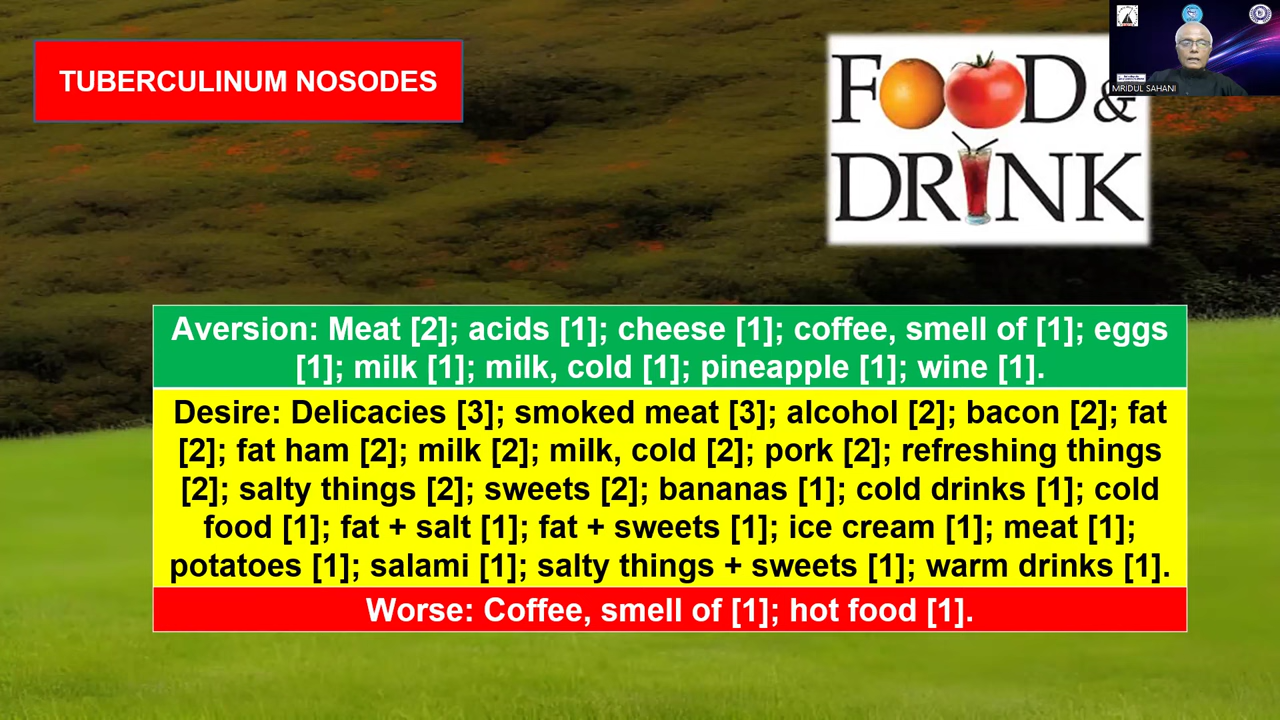 TUBERCULINUM NOSODES
FOOD &
DRINK
MRIDUL SAHANI
Aversion: Meat [2]; acids [1]; cheese [1]; coffee, smell of [1]; eggs
[1]; milk [1]; milk, cold [1]; pineapple [1]; wine [1].
Desire: Delicacies [3]; smoked meat [3]; alcohol [2]; bacon [2]; fat
[2]; fat ham [2]; milk [2]; milk, cold [2]; pork [2]; refreshing things
[2]; salty things [2]; sweets [2]; bananas [1]; cold drinks [1]; cold
food [1]; fat + salt [1]; fat + sweets [1]; ice cream [1]; meat [1];
potatoes [1]; salami [1]; salty things + sweets [1]; warm drinks [1].
Worse: Coffee, smell of [1]; hot food [1].